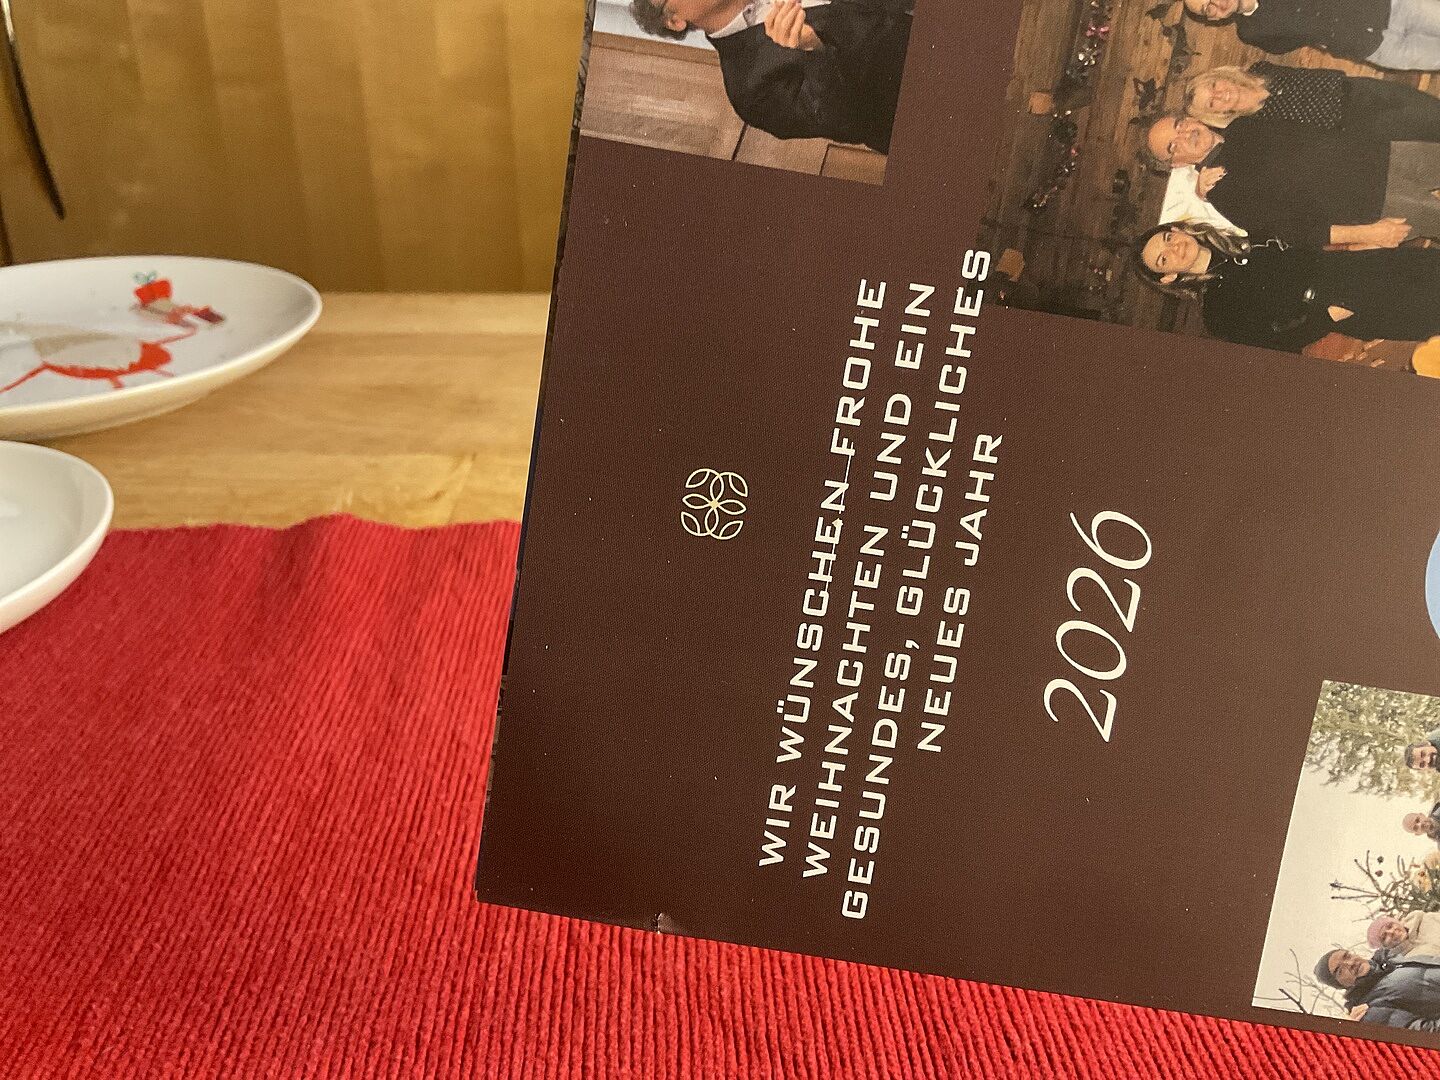 WIR WÜNSCHEN FROHE
WEIHNACHTEN UND EIN
GESUNDES, GLÜCKLICHES
NEUES JAHR
2026